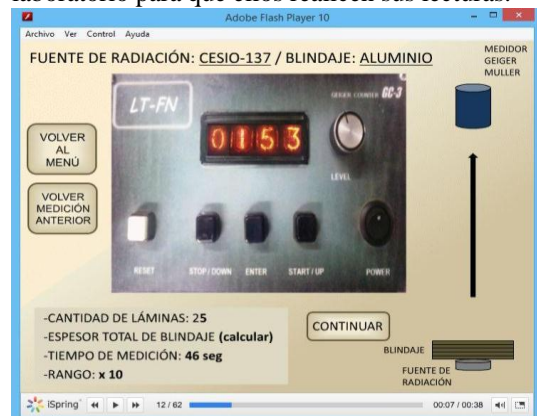 laboratorio para que ellos realicen sus lecturas.
Adobe Flash Player 10
Archivo Ver Control Ayuda
FUENTE DE RADIACIÓN: CESIO-137 / BLINDAJE: ALUMINIO
MEDIDOR
GEIGER
MULLER
LT-FN
GEIGER COUNTER GC-3
0153
LEVEL
VOLVER
AL
MENÚ
VOLVER
MEDICIÓN
ANTERIOR
RESET STOP / DOWN ENTER START / UP POWER
-CANTIDAD DE LÁMINAS: 25
-ESPESOR TOTAL DE BLINDAJE (calcular)
-TIEMPO DE MEDICIÓN: 46 seg
-RANGO: x 10
CONTINUAR
BLINDAJE
FUENTE DE
RADIACIÓN
iSpring 12 / 62 00:07 / 00:38